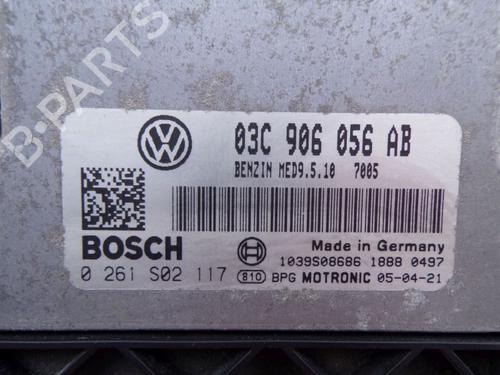 B-PARTS
03C 906 056 AB
BENZIN MED9.5.10 7005
BOSCH
Made in Germany
1039S08686 1888 0497
0 261 S02 117 810 BPG MOTRONIC 05-04-21